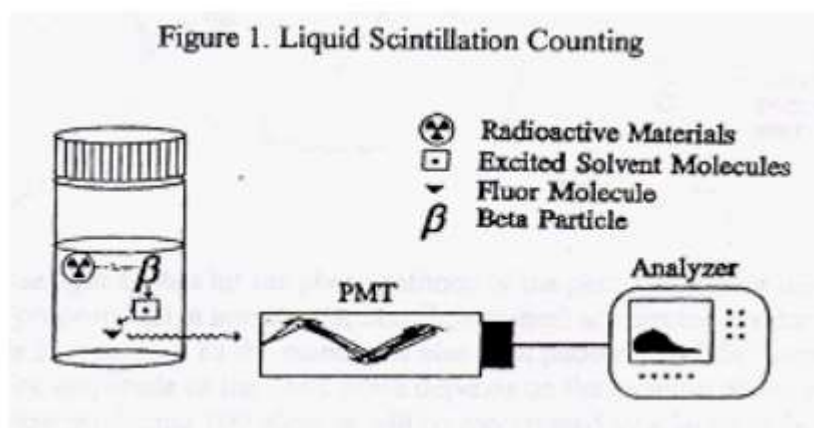 Figure 1. Liquid Scintillation Counting
Radioactive Materials
Excited Solvent Molecules
Fluor Molecule
β Beta Particle
β
PMT
Analyzer